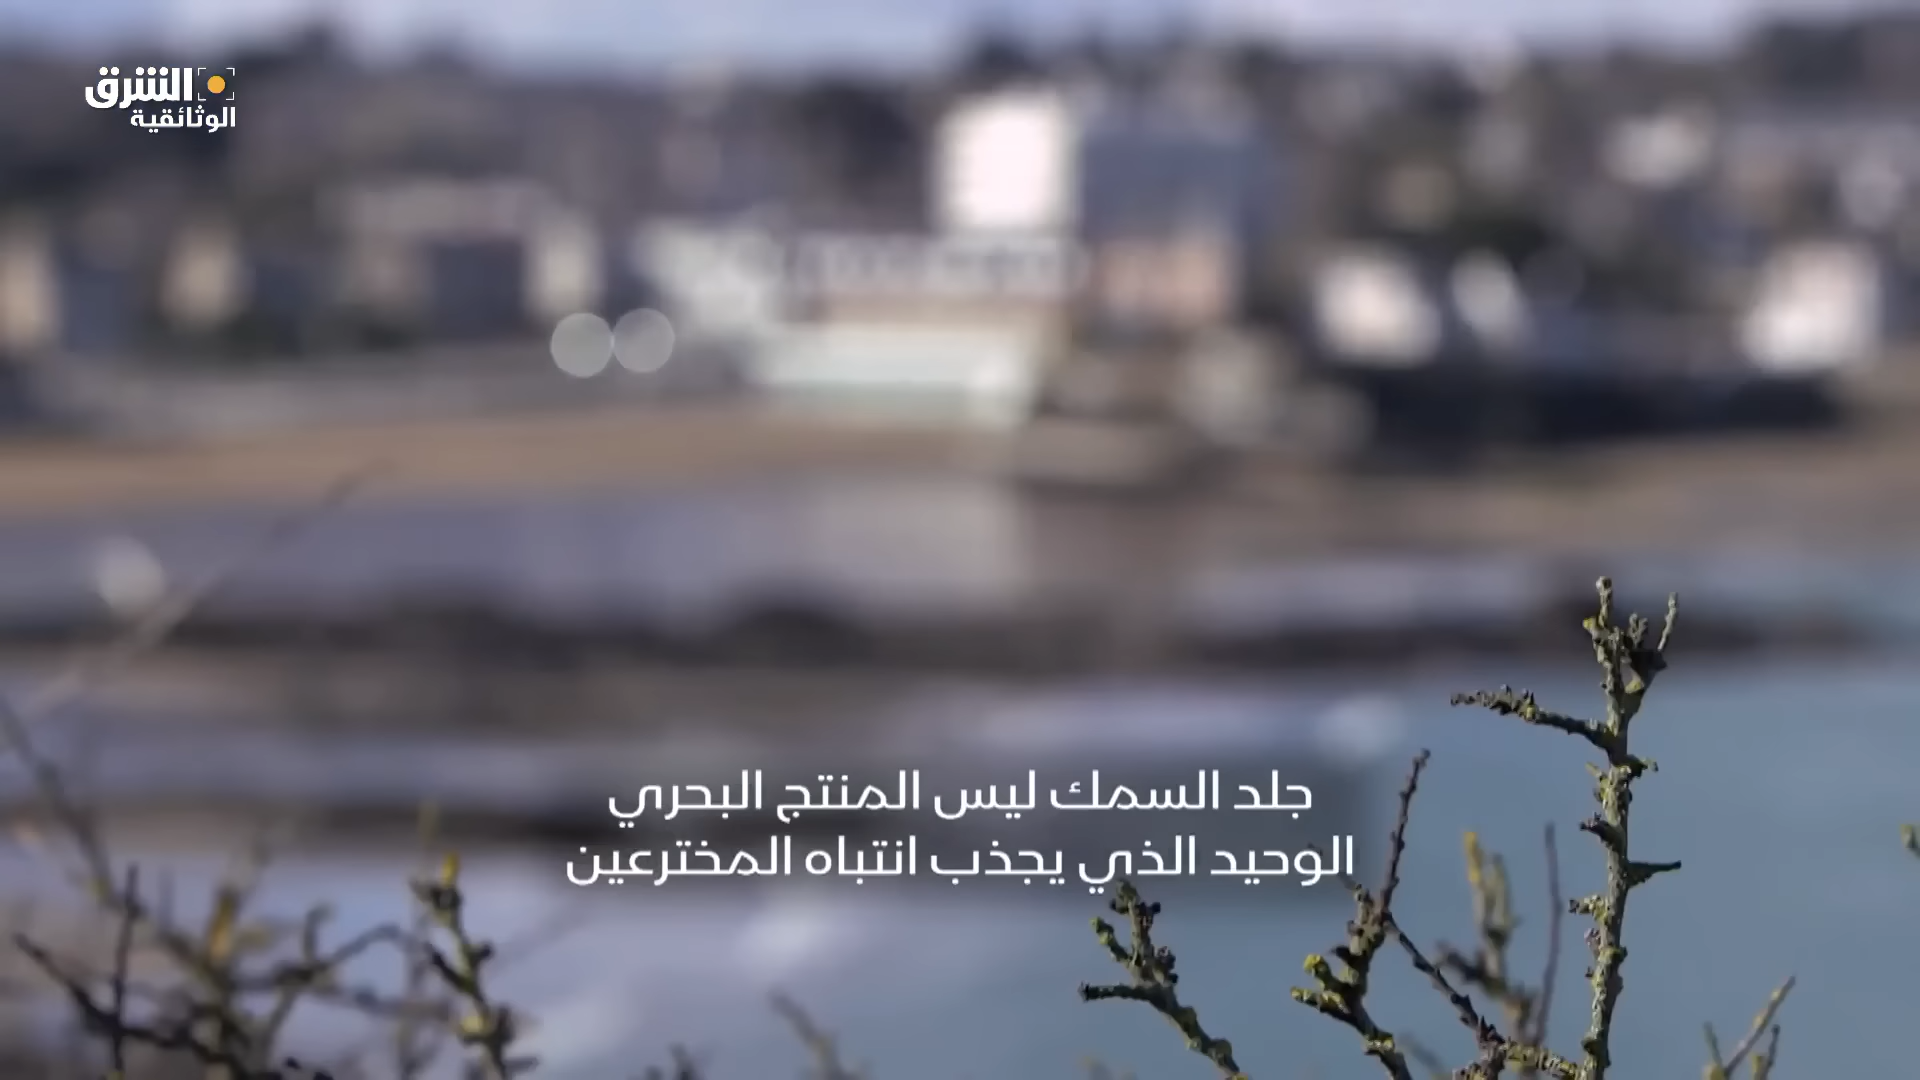 الشرق
الوثائقية
جلد السمك ليس المنتج البحري
الوحيد الذي يجذب انتباه المخترعين